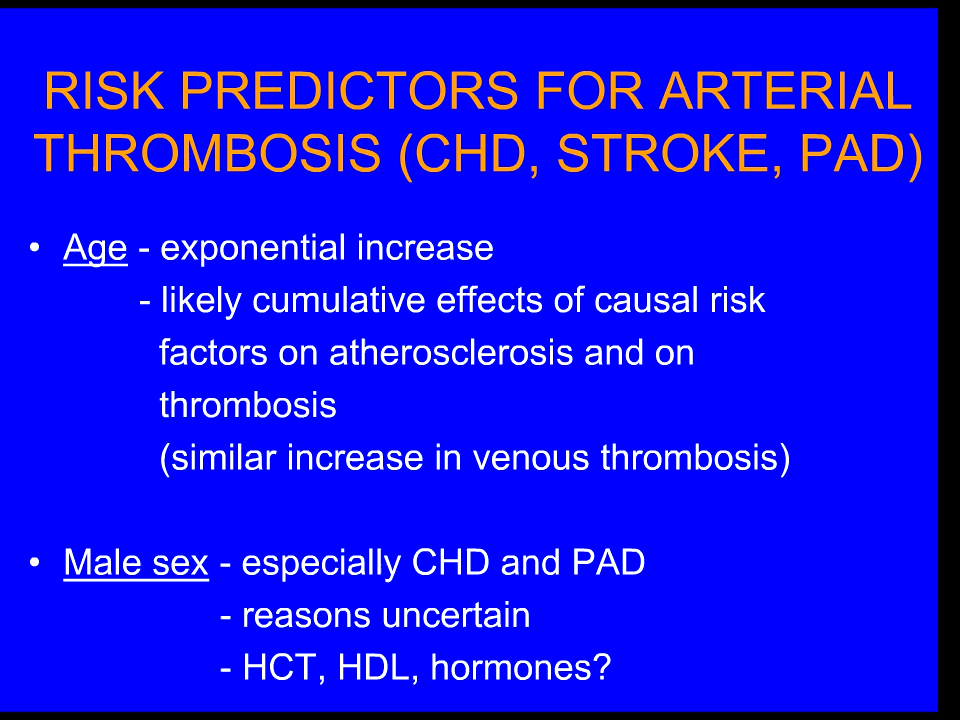 RISK PREDICTORS FOR ARTERIAL
THROMBOSIS (CHD, STROKE, PAD)
• Age - exponential increase
- likely cumulative effects of causal risk
factors on atherosclerosis and on
thrombosis
(similar increase in venous thrombosis)
• Male sex - especially CHD and PAD
- reasons uncertain
- HCT, HDL, hormones?